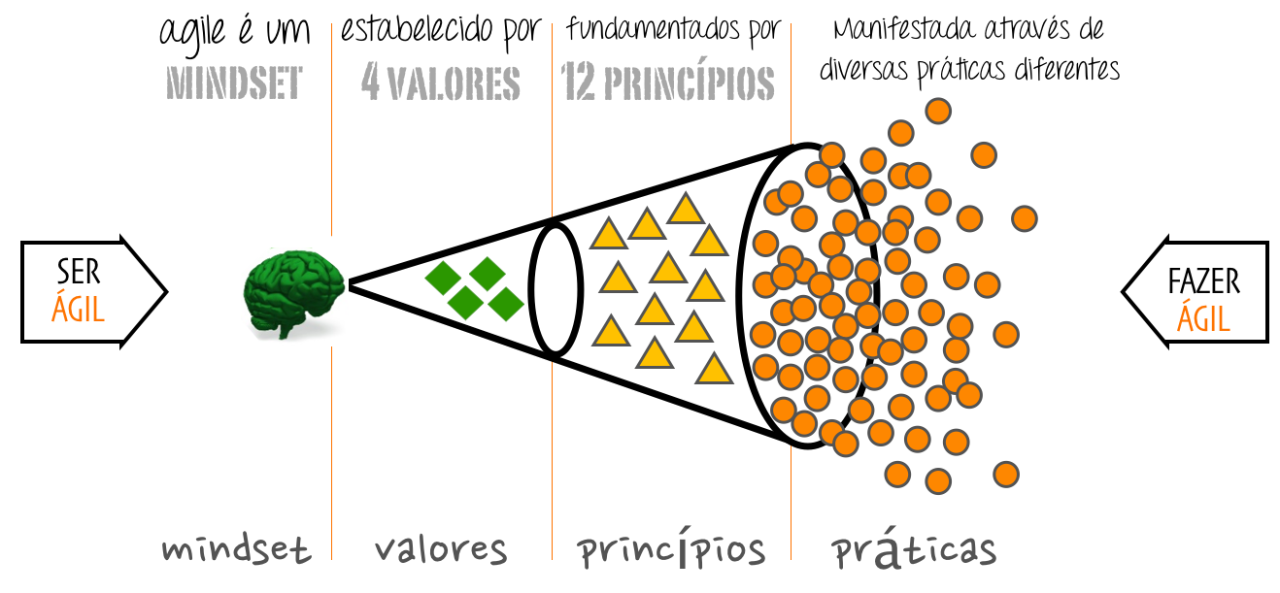 agile é um
MINDSET
estabelecido por
4 VALORES
fundamentados por
12 PRINCÍPIOS
Manifestada através de
diversas práticas diferentes
SER
ÁGIL
FAZER
ÁGIL
mindset
valores
princípios
práticas